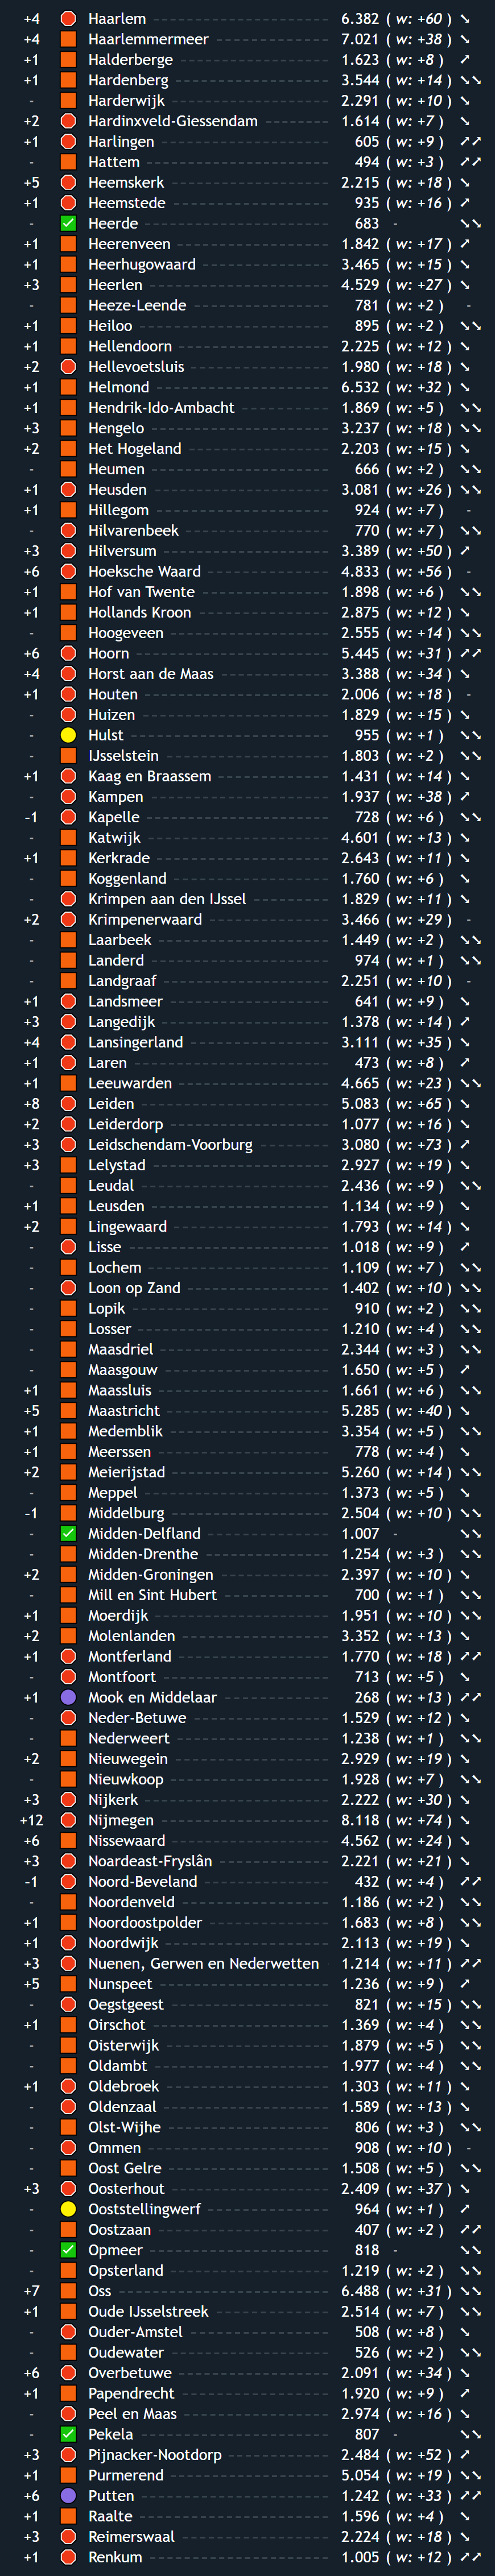 +4 Haarlem 6.382 ( w: +60 )
+4 Haarlemmermeer 7.021 ( w: +38 )
+1 Halderberge 1.623 ( w: +8 )
+1 Hardenberg 3.544 ( w: +14 )
- Harderwijk 2.291 ( w: +10 )
+2 Hardinxveld-Giessendam 1.614 ( w: +7 )
+1 Harlingen 605 ( w: +9 )
- Hattem 494 ( w: +3 )
+5 Heemskerk 2.215 ( w: +18 )
+1 Heemstede 935 ( w: +16 )
- Heerde 683 -
+1 Heerenveen 1.842 ( w: +17 )
+1 Heerhugowaard 3.465 ( w: +15 )
+3 Heerlen 4.529 ( w: +27 )
- Heeze-Leende 781 ( w: +2 ) -
+1 Heiloo 895 ( w: +2 )
+1 Hellendoorn 2.225 ( w: +12 )
+2 Hellevoetsluis 1.980 ( w: +18 )
+1 Helmond 6.532 ( w: +32 )
+1 Hendrik-Ido-Ambacht 1.869 ( w: +5 )
+3 Hengelo 3.237 ( w: +18 )
+2 Het Hogeland 2.203 ( w: +15 )
- Heumen 666 ( w: +2 )
+1 Heusden 3.081 ( w: +26 )
+1 Hillegom 924 ( w: +7 ) -
- Hilvarenbeek 770 ( w: +7 )
+3 Hilversum 3.389 ( w: +50 )
+6 Hoeksche Waard 4.833 ( w: +56 ) -
+1 Hof van Twente 1.898 ( w: +6 )
+1 Hollands Kroon 2.875 ( w: +12 )
- Hoogeveen 2.555 ( w: +14 )
+6 Hoorn 5.445 ( w: +31 )
+4 Horst aan de Maas 3.388 ( w: +34 )
+1 Houten 2.006 ( w: +18 ) -
- Huizen 1.829 ( w: +15 )
- Hulst 955 ( w: +1 )
- IJsselstein 1.803 ( w: +2 )
+1 Kaag en Braassem 1.431 ( w: +14 )
- Kampen 1.937 ( w: +38 )
-1 Kapelle 728 ( w: +6 )
- Katwijk 4.601 ( w: +13 )
+1 Kerkrade 2.643 ( w: +11 )
- Koggenland 1.760 ( w: +6 )
- Krimpen aan den IJssel 1.829 ( w: +11 )
+2 Krimpenerwaard 3.466 ( w: +29 ) -
- Laarbeek 1.449 ( w: +2 )
- Landerd 974 ( w: +1 )
- Landgraaf 2.251 ( w: +10 ) -
+1 Landsmeer 641 ( w: +9 )
+3 Langedijk 1.378 ( w: +14 )
+4 Lansingerland 3.111 ( w: +35 )
+1 Laren 473 ( w: +8 )
+1 Leeuwarden 4.665 ( w: +23 )
+8 Leiden 5.083 ( w: +65 )
+2 Leiderdorp 1.077 ( w: +16 )
+3 Leidschendam-Voorburg 3.080 ( w: +73 )
+3 Lelystad 2.927 ( w: +19 )
- Leudal 2.436 ( w: +9 )
+1 Leusden 1.134 ( w: +9 )
+2 Lingewaard 1.793 ( w: +14 )
- Lisse 1.018 ( w: +9 )
- Lochem 1.109 ( w: +7 )
- Loon op Zand 1.402 ( w: +10 )
- Lopik 910 ( w: +2 )
- Losser 1.210 ( w: +4 )
- Maasdriel 2.344 ( w: +3 )
- Maasgouw 1.650 ( w: +5 )
+1 Maassluis 1.661 ( w: +6 )
+5 Maastricht 5.285 ( w: +40 )
+1 Medemblik 3.354 ( w: +5 )
+1 Meerssen 778 ( w: +4 )
+2 Meierijstad 5.260 ( w: +14 )
- Meppel 1.373 ( w: +5 )
-1 Middelburg 2.504 ( w: +10 )
- Midden-Delfland 1.007 -
- Midden-Drenthe 1.254 ( w: +3 )
+2 Midden-Groningen 2.397 ( w: +10 )
- Mill en Sint Hubert 700 ( w: +1 )
+1 Moerdijk 1.951 ( w: +10 )
+2 Molenlanden 3.352 ( w: +13 )
+1 Montferland 1.770 ( w: +18 )
- Montfoort 713 ( w: +5 )
+1 Mook en Middelaar 268 ( w: +13 )
- Neder-Betuwe 1.529 ( w: +12 )
- Nederweert 1.238 ( w: +1 )
+2 Nieuwegein 2.929 ( w: +19 )
- Nieuwkoop 1.928 ( w: +7 )
+3 Nijkerk 2.222 ( w: +30 )
+12 Nijmegen 8.118 ( w: +74 )
+6 Nissewaard 4.562 ( w: +24 )
+3 Noardeast-Fryslân 2.221 ( w: +21 )
-1 Noord-Beveland 432 ( w: +4 )
- Noordenveld 1.186 ( w: +2 )
+1 Noordoostpolder 1.683 ( w: +8 )
+1 Noordwijk 2.113 ( w: +19 )
+3 Nuenen, Gerwen en Nederwetten 1.214 ( w: +11 )
+5 Nunspeet 1.236 ( w: +9 )
- Oegstgeest 821 ( w: +15 )
+1 Oirschot 1.369 ( w: +4 )
- Oisterwijk 1.879 ( w: +5 )
- Oldambt 1.977 ( w: +4 )
+1 Oldebroek 1.303 ( w: +11 )
- Oldenzaal 1.589 ( w: +13 )
- Olst-Wijhe 806 ( w: +3 )
- Ommen 908 ( w: +10 ) -
- Oost Gelre 1.508 ( w: +5 )
+3 Oosterhout 2.409 ( w: +37 )
- Ooststellingwerf 964 ( w: +1 )
- Oostzaan 407 ( w: +2 )
- Opmeer 818 -
- Opsterland 1.219 ( w: +2 )
+7 Oss 6.488 ( w: +31 )
+1 Oude IJsselstreek 2.514 ( w: +7 )
- Ouder-Amstel 508 ( w: +8 )
- Oudewater 526 ( w: +2 )
+6 Overbetuwe 2.091 ( w: +34 )
+1 Papendrecht 1.920 ( w: +9 )
- Peel en Maas 2.974 ( w: +16 )
- Pekela 807 -
+3 Pijnacker-Nootdorp 2.484 ( w: +52 )
+1 Purmerend 5.054 ( w: +19 )
+6 Putten 1.242 ( w: +33 )
+1 Raalte 1.596 ( w: +4 )
+3 Reimerswaal 2.224 ( w: +18 )
+1 Renkum 1.005 ( w: +12 )